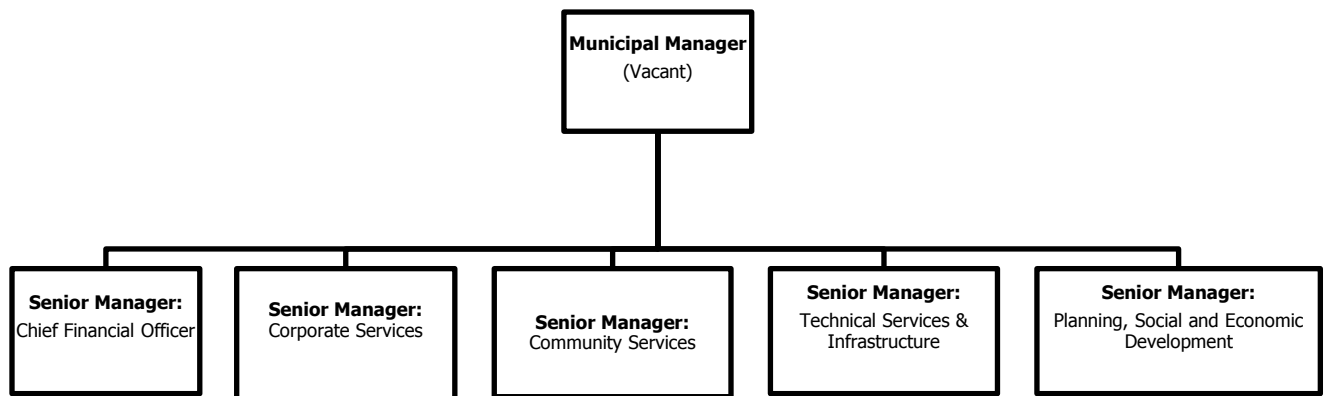 Municipal Manager
(Vacant)
Senior Manager:
Chief Financial Officer
Senior Manager:
Corporate Services
Senior Manager:
Community Services
Senior Manager:
Technical Services &
Infrastructure
Senior Manager:
Planning, Social and Economic
Development